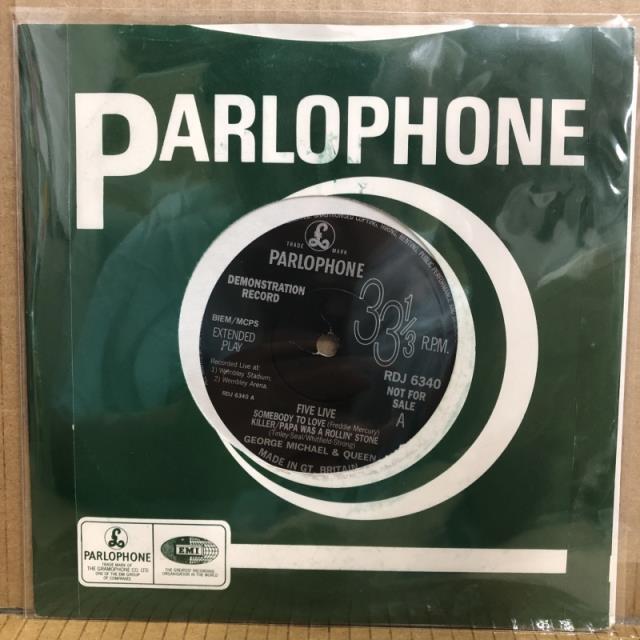 PARLOPHONE
TRADE MARK
PARLOPHONE
DEMONSTRATION
RECORD
BIEM/MCPS
EXTENDED
PLAY
Recorded Live at:
1) Wembley Stadium;
2) Wembley Arena.
RDJ 6340 A
33 1/3 R.P.M.
RDJ 6340
NOT FOR
SALE
A
FIVE LIVE
SOMEBODY TO LOVE (Freddie Mercury)
KILLER/PAPA WAS A ROLLIN' STONE
(Tinley/Seal/Whitfield-Strong)
GEORGE MICHAEL & QUEEN
MADE IN GT. BRITAIN
PARLOPHONE
TRADE MARK OF
THE GRAMOPHONE CO. LTD.
ONE OF THE EMI GROUP
OF COMPANIES
EMI
THE GREATEST RECORDING
ORGANISATION IN THE WORLD